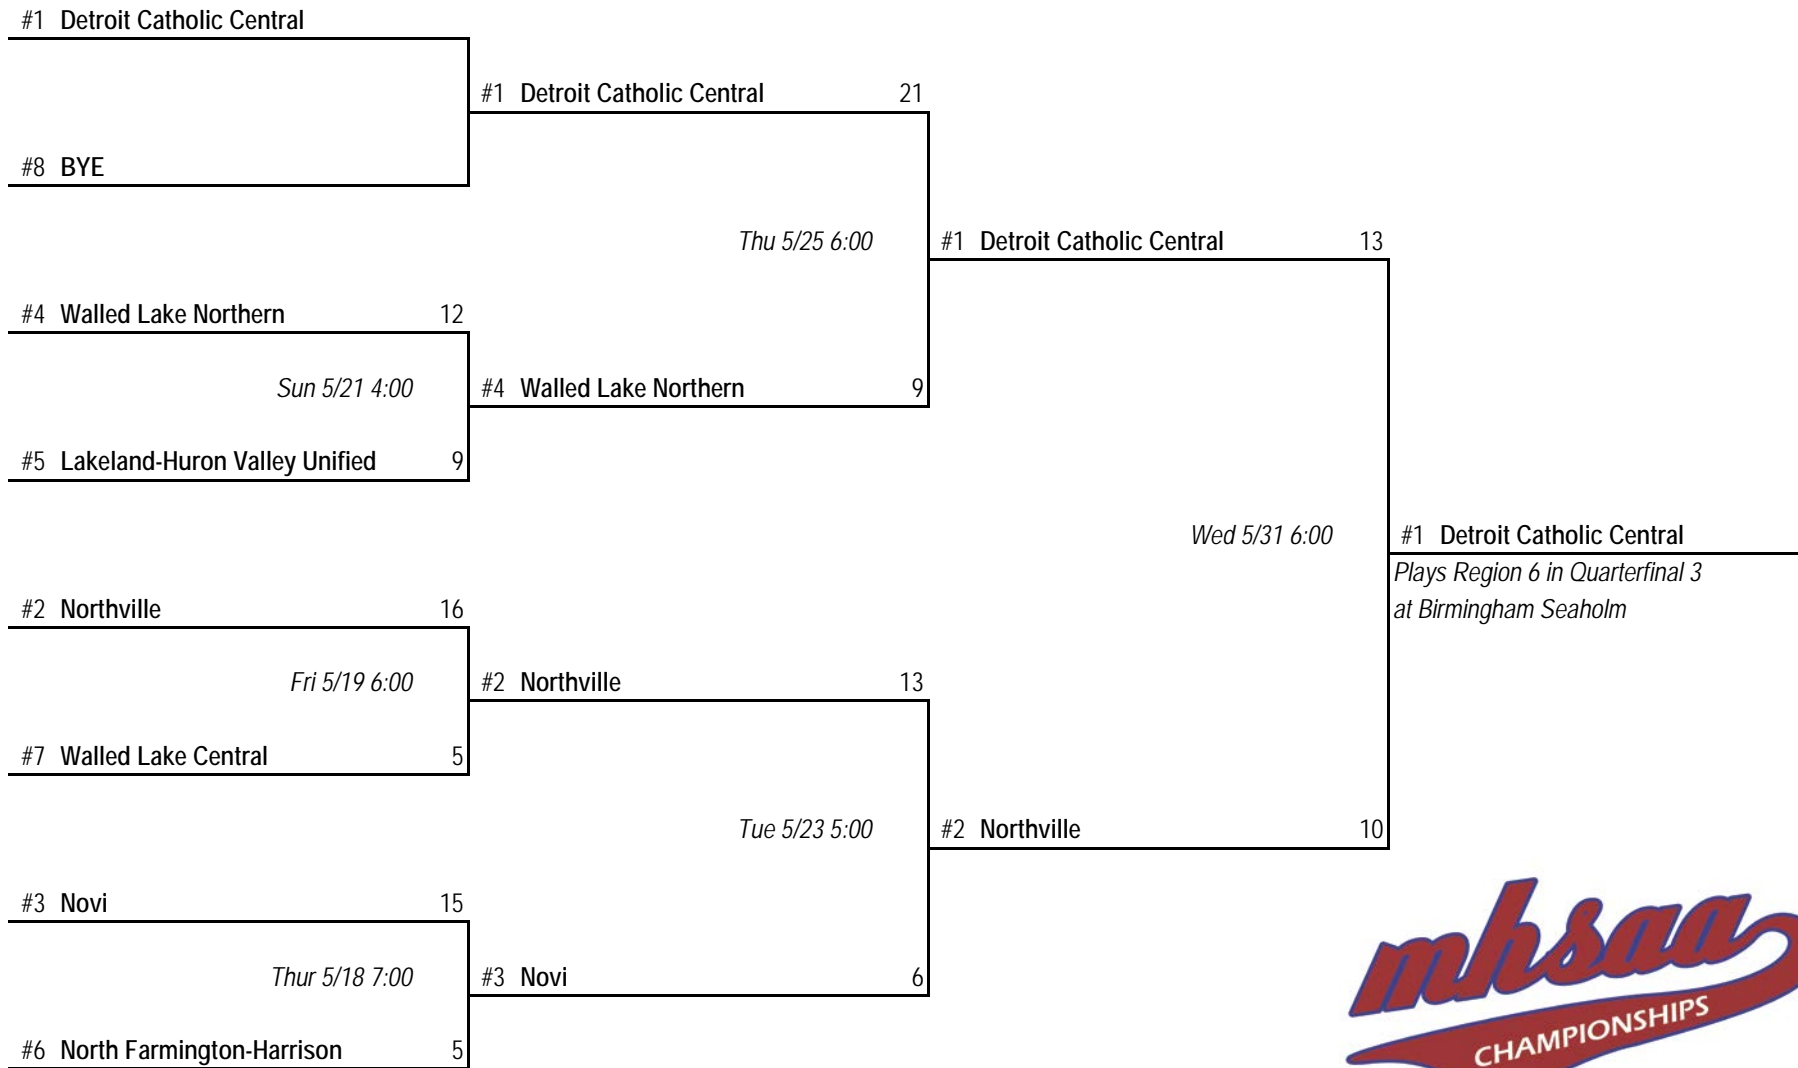 #1 Detroit Catholic Central
#1 Detroit Catholic Central 21
#8 BYE
Thu 5/25 6:00 #1 Detroit Catholic Central 13
#4 Walled Lake Northern 12
Sun 5/21 4:00 #4 Walled Lake Northern 9
#5 Lakeland-Huron Valley Unified 9
Wed 5/31 6:00 #1 Detroit Catholic Central
Plays Region 6 in Quarterfinal 3
#2 Northville 16 at Birmingham Seaholm
Fri 5/19 6:00 #2 Northville 13
#7 Walled Lake Central 5
Tue 5/23 5:00 #2 Northville 10
#3 Novi 15
Thur 5/18 7:00 #3 Novi 6
#6 North Farmington-Harrison 5
mhsaa
CHAMPIONSHIPS